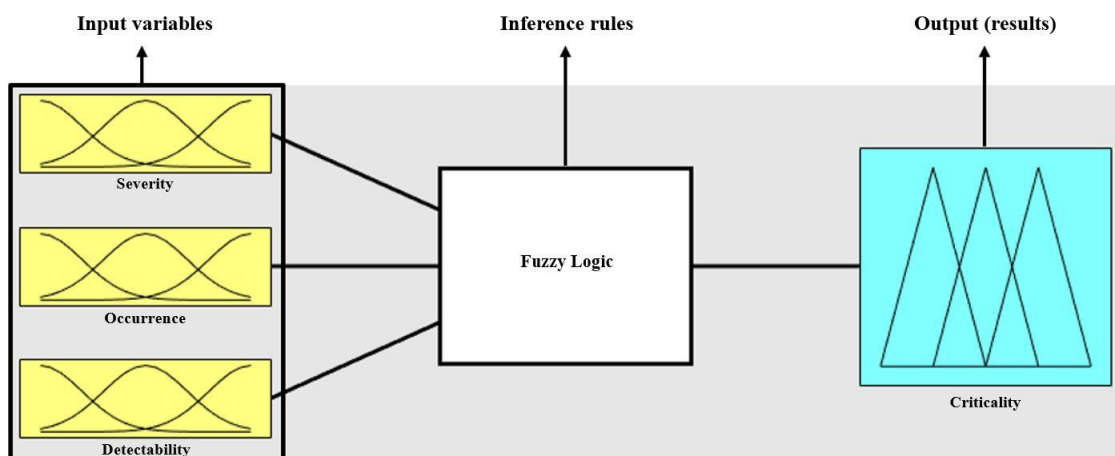 Input variables
Inference rules
Output (results)
Severity
Occurrence
Detectability
Fuzzy Logic
Criticality